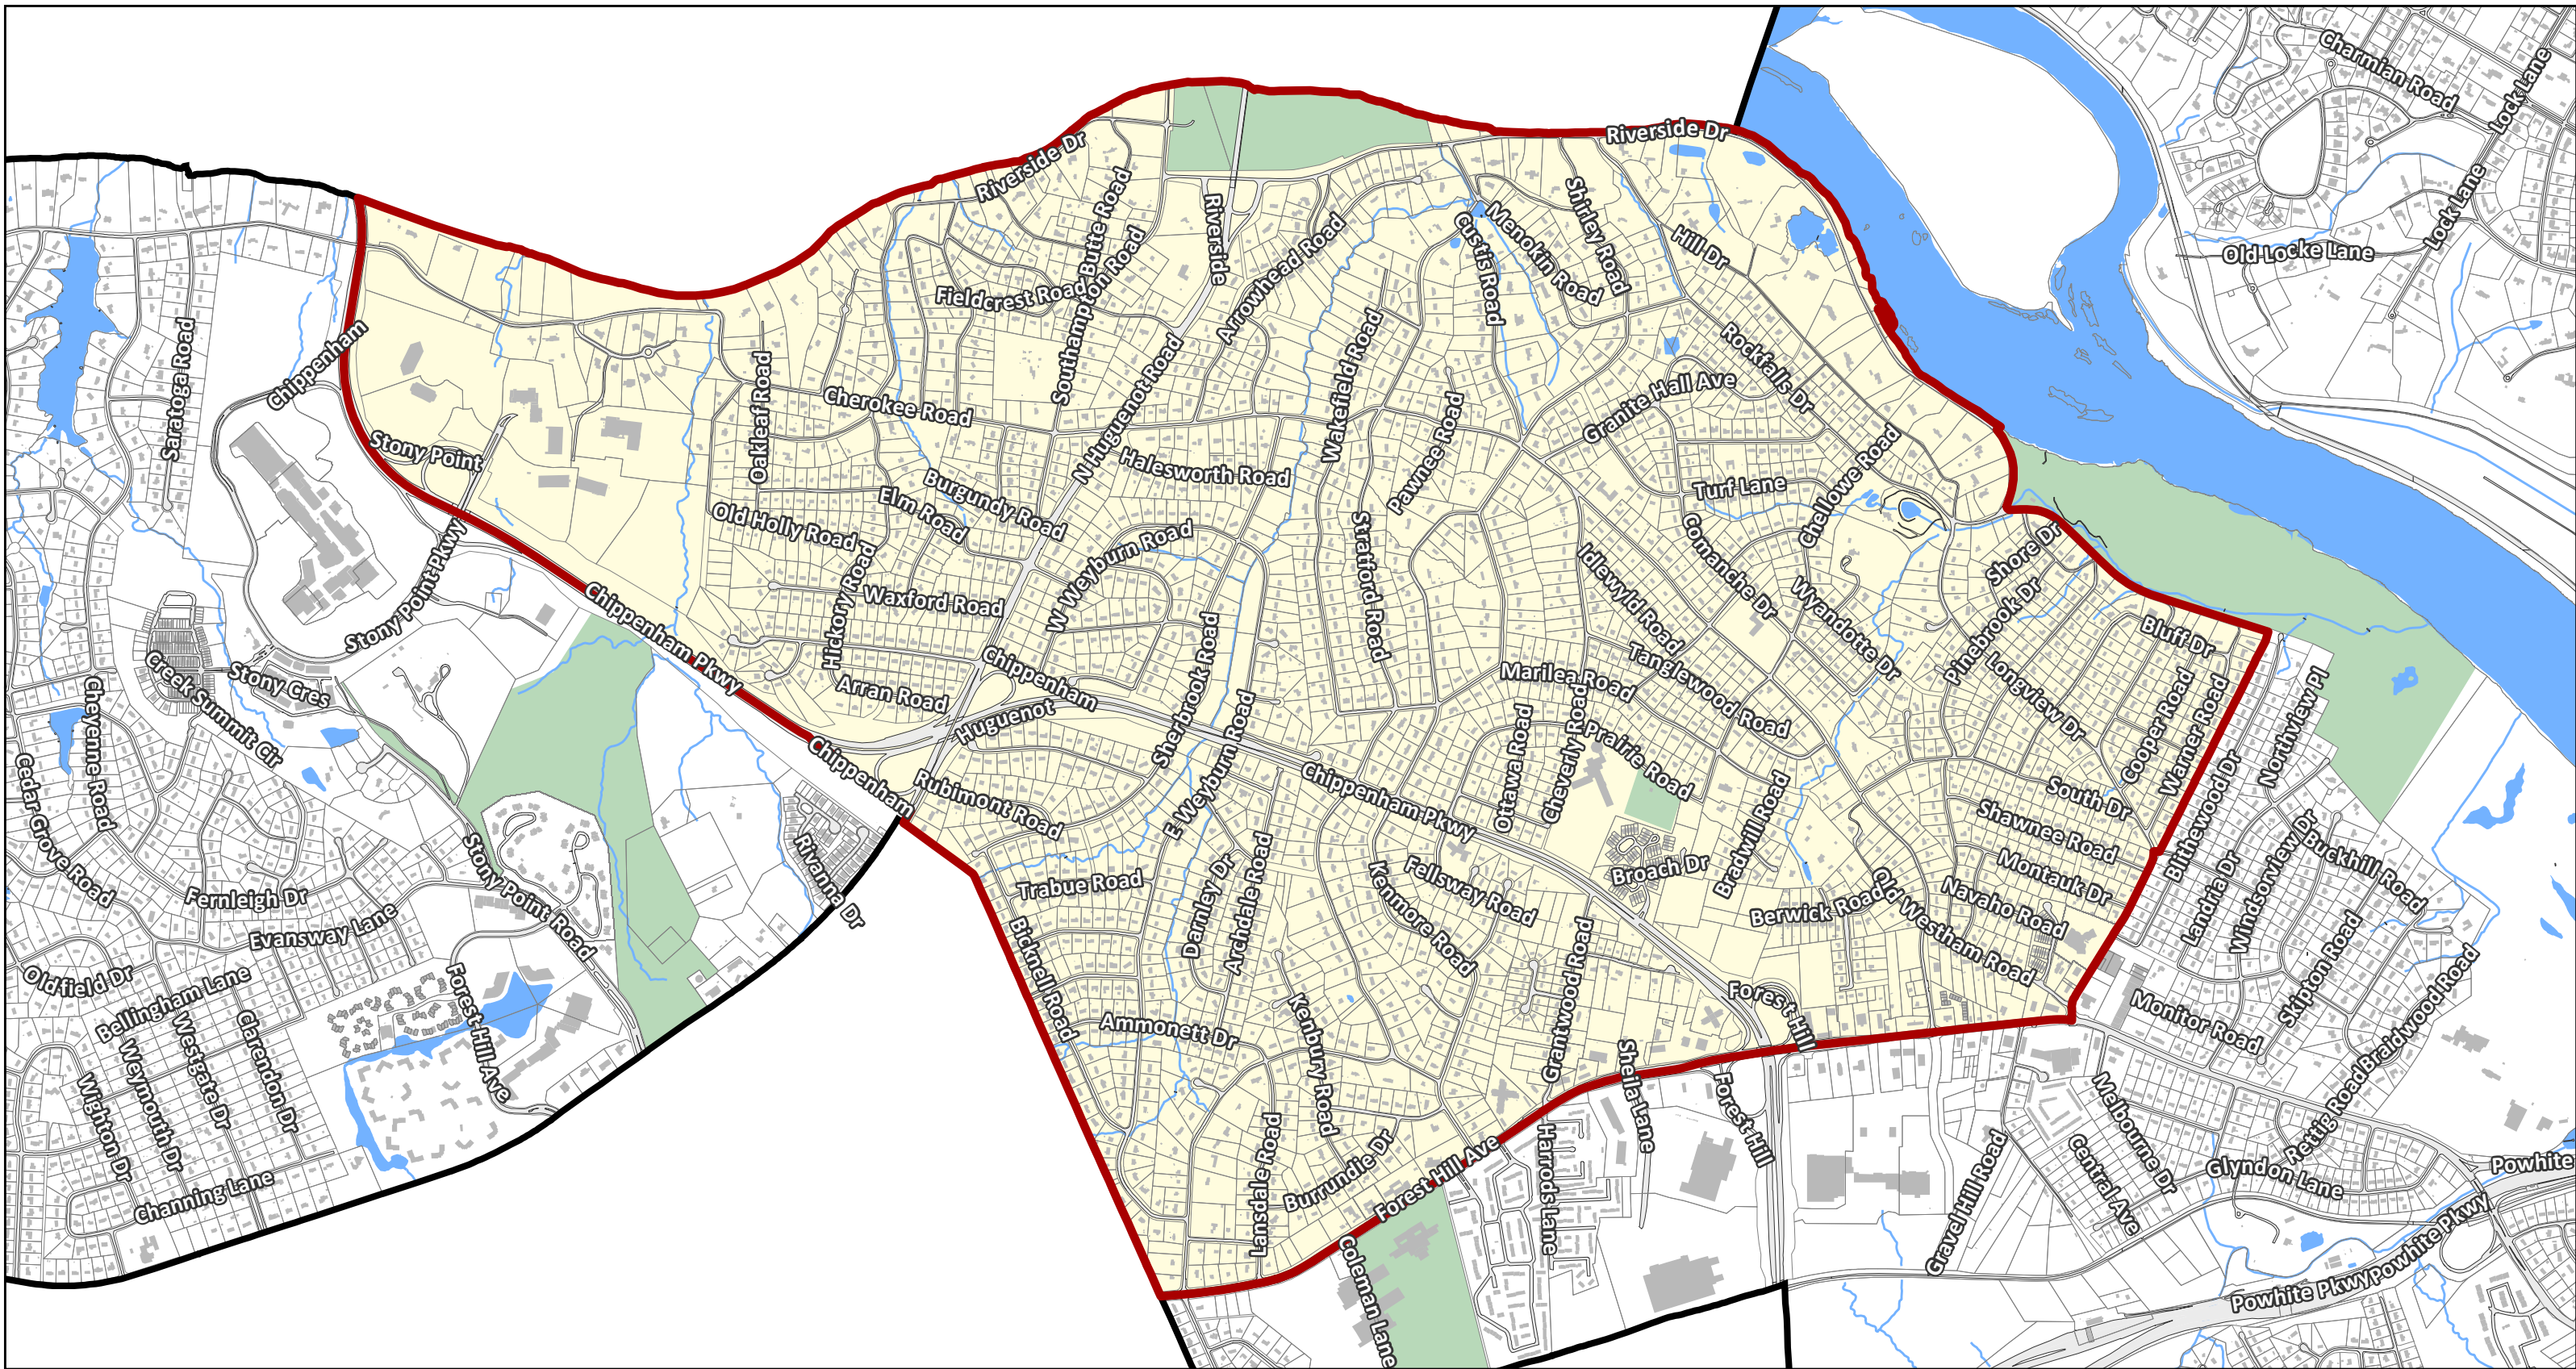 Charmian Road
Lock Lane
Riverside Dr
Riverside Dr
Lock Lane
Old Locke Lane
Butte Road
Riverside
Shirley Road
Menokin Road
Custis Road
Hill Dr
Arrowhead Road
Southampton Road
Fieldcrest Road
Chippenham
Saratoga Road
Rockfalls Dr
Wakefield Road
N Huguenot Road
Oakleaf Road
Cherokee Road
Granite Hall Ave
Pawnee Road
Stony Point
Halesworth Road
Chellowe Road
Turf Lane
Burgundy Road
Elm Road
Old Holly Road
Stony Point Pkwy
W Weyburn Road
Stratford Road
Idlewyld Road
Comanche Dr
Wyandotte Dr
Shore Dr
Pinebrook Dr
Hickory Road
Waxford Road
Chippenham Pkwy
Bluff Dr
Longview Dr
Cooper Road
Warner Road
Northview Pl
Creek Summit Cir
Stony Cres
Cheyenne Road
Chippenham
Arran Road
Huguenot
Sherbrook Road
E Weyburn Road
Marilea Road
Tanglewood Road
Ottawa Road
Cheverly Road
Prairie Road
Chippenham
Chippenham Pkwy
Rubimont Road
Cedar Grove Road
Bradwill Road
South Dr
Shawnee Road
Blithewood Dr
Montauk Dr
Buckhill Road
Windsorview Dr
Landria Dr
Rivanna Dr
Stony Point Road
Trabue Road
Darnley Dr
Archdale Road
Kenmore Road
Fellsway Road
Broach Dr
Berwick Road
Old Westham Road
Navaho Road
Fernleigh Dr
Evansway Lane
Oldfield Dr
Bellingham Lane
Bicknell Road
Skipton Road
Braidwood Road
Monitor Road
Forest Hill Ave
Westgate Dr
Clarendon Dr
Weymouth Dr
Wighton Dr
Channing Lane
Ammonett Dr
Kenbury Road
Grantwood Road
Forest Hill
Sheila Lane
Forest Hill
Melbourne Dr
Central Ave
Rettig Road
Glyndon Lane
Gravel Hill Road
Harrods Lane
Lansdale Road
Burrundie Dr
Forest Hill Ave
Coleman Lane
Powhite
Powhite Pkwy
Powhite Pkwy